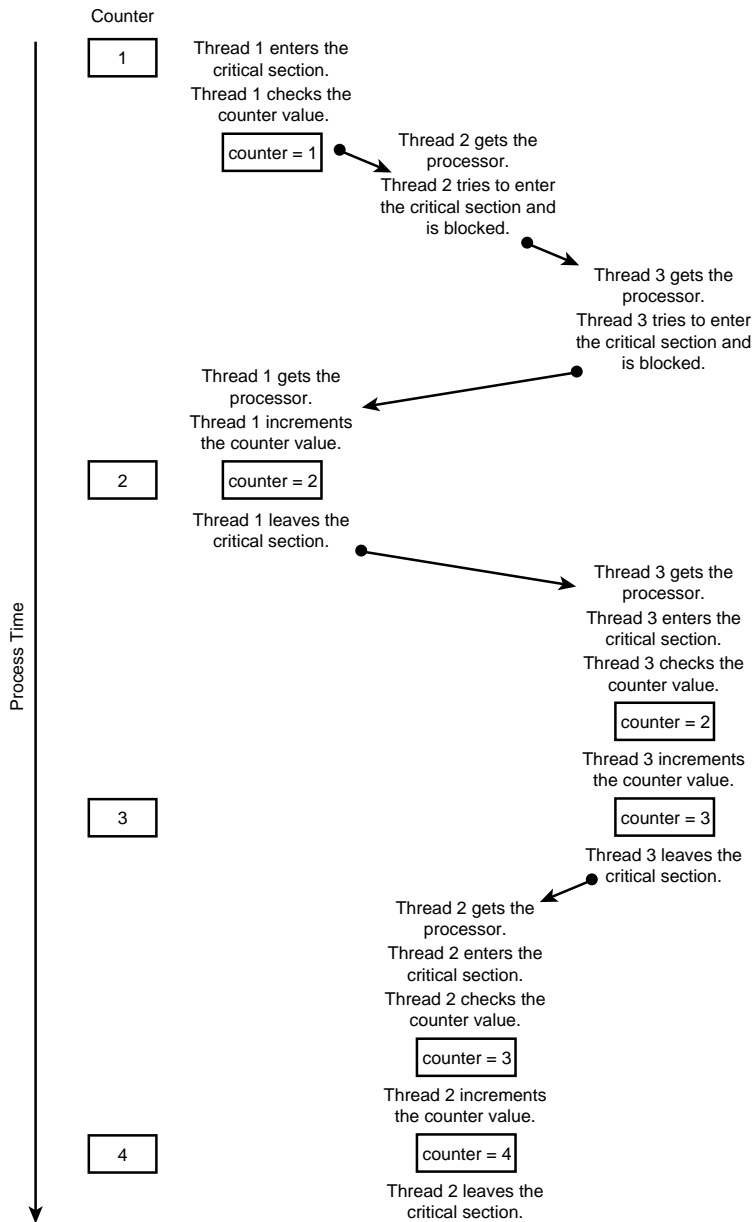 Counter
1
Thread 1 enters the
critical section.
Thread 1 checks the
counter value.
counter = 1
Thread 2 gets the
processor.
Thread 2 tries to enter
the critical section and
is blocked.
Thread 3 gets the
processor.
Thread 3 tries to enter
the critical section and
is blocked.
Thread 1 gets the
processor.
Thread 1 increments
the counter value.
2
counter = 2
Thread 1 leaves the
critical section.
Process Time
Thread 3 gets the
processor.
Thread 3 enters the
critical section.
Thread 3 checks the
counter value.
counter = 2
Thread 3 increments
the counter value.
3
counter = 3
Thread 3 leaves the
critical section.
Thread 2 gets the
processor.
Thread 2 enters the
critical section.
Thread 2 checks the
counter value.
counter = 3
Thread 2 increments
the counter value.
4
counter = 4
Thread 2 leaves the
critical section.